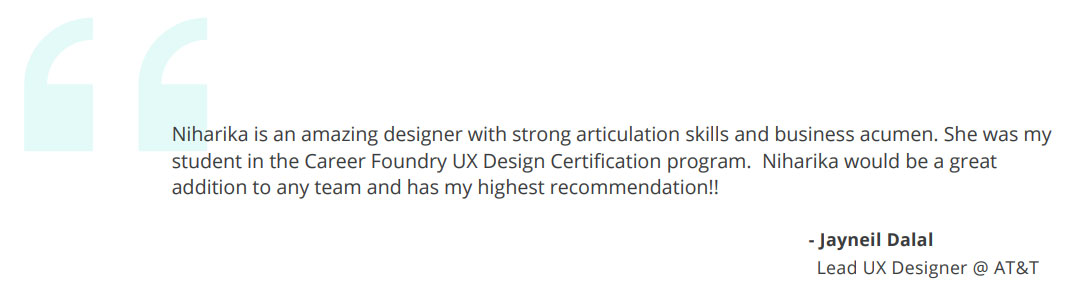 Niharika is an amazing designer with strong articulation skills and business acumen. She was my
student in the Career Foundry UX Design Certification program.  Niharika would be a great
addition to any team and has my highest recommendation!!
- Jayneil Dalal
Lead UX Designer @ AT&T